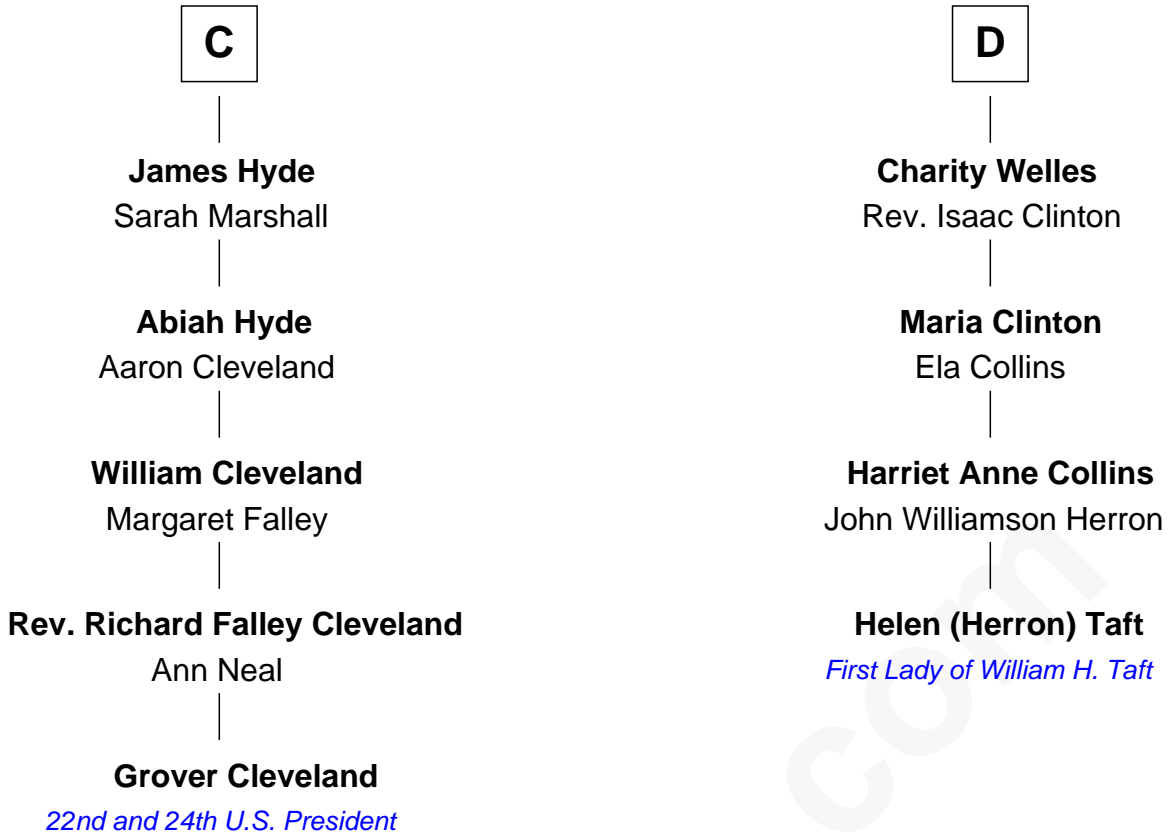 C
James Hyde
Sarah Marshall
Abiah Hyde
Aaron Cleveland
William Cleveland
Margaret Falley
Rev. Richard Falley Cleveland
Ann Neal
Grover Cleveland
22nd and 24th U.S. President
D
Charity Welles
Rev. Isaac Clinton
Maria Clinton
Ela Collins
Harriet Anne Collins
John Williamson Herron
Helen (Herron) Taft
First Lady of William H. Taft
com